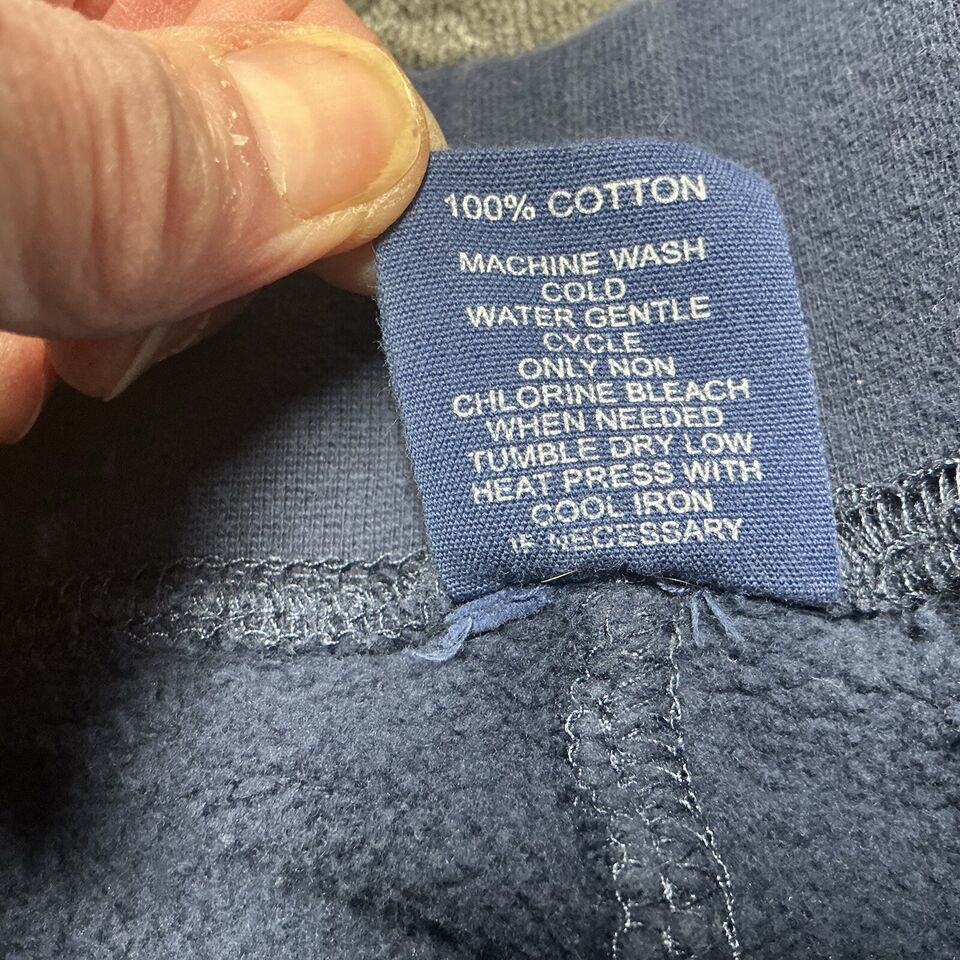 100% COTTON
MACHINE WASH
COLD
WATER GENTLE
CYCLE
ONLY NON
CHLORINE BLEACH
WHEN NEEDED
TUMBLE DRY LOW
HEAT PRESS WITH
COOL IRON
IF NECESSARY